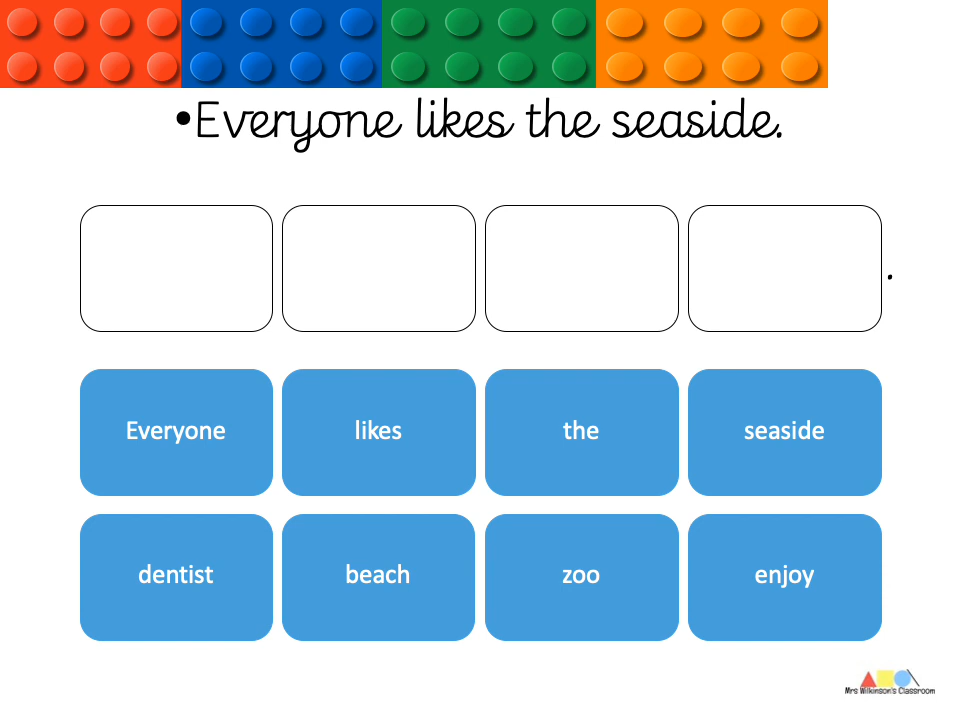 •Everyone likes the seaside.
.
Everyone likes the seaside
dentist beach zoo enjoy
Mrs Wilkinson's Classroom